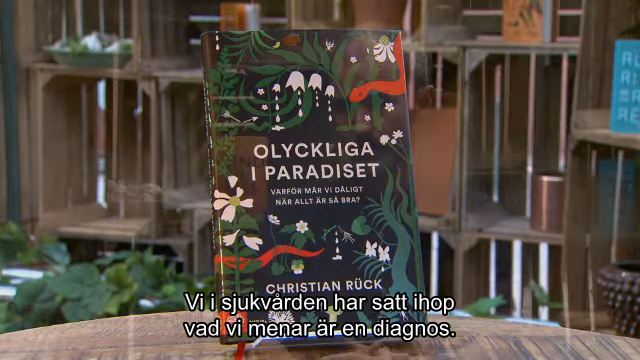 OLYCKLIGA
I PARADISET
VARFÖR MÅR VI DÅLIGT
NÄR ALLT ÄR SÅ BRA?
CHRISTIAN RÜCK
Vi i sjukvården har satt ihop
vad vi menar är en diagnos.